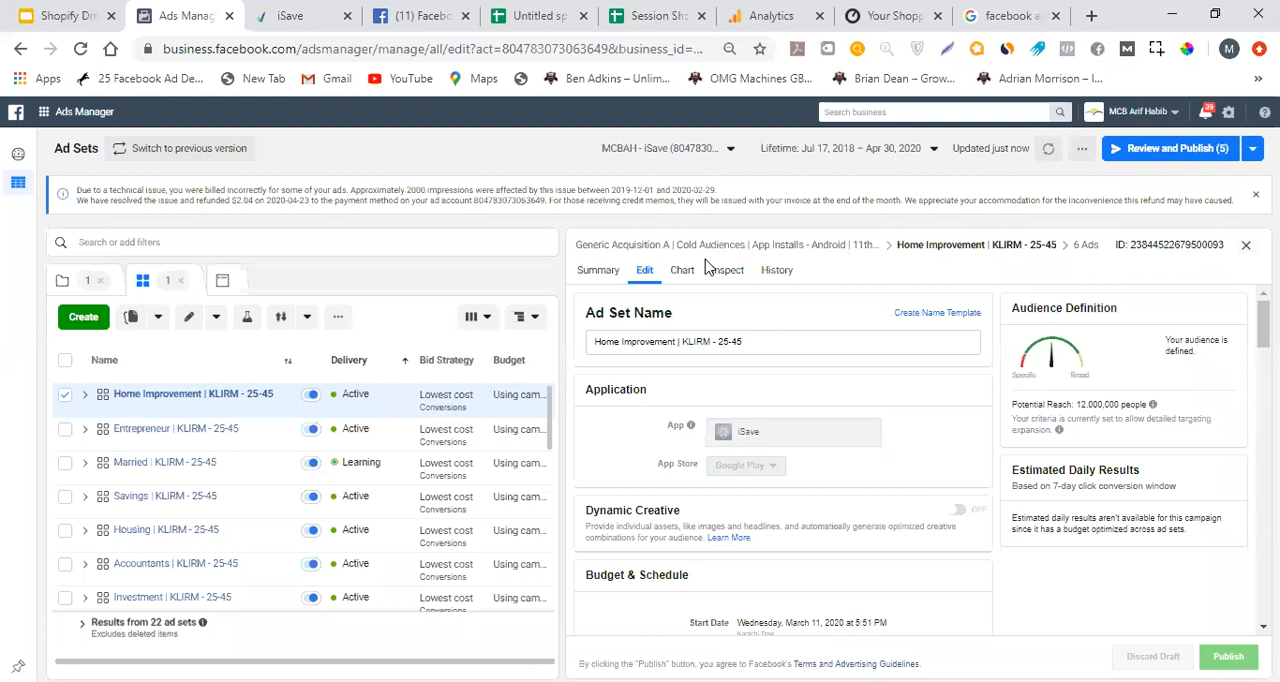 Shopify Dr
Ads Manag
iSave
(11) Facebo
Untitled sp
Session Sho
Analytics
Your Shopp
facebook a
business.facebook.com/adsmanager/manage/all/edit?act=804783073063649&business_id=...
M
Apps
25 Facebook Ad De...
New Tab
Gmail
YouTube
Maps
Ben Adkins – Unlim...
OMG Machines GB...
Brian Dean – Grow...
Adrian Morrison – I...
»
Ads Manager
Search business
MCB Arif Habib
39
Ad Sets
Switch to previous version
MCBAH - iSave (8047830...
Lifetime: Jul 17, 2018 – Apr 30, 2020
Updated just now
Review and Publish (5)
Due to a technical issue, you were billed incorrectly for some of your ads. Approximately 2000 impressions were affected by this issue between 2019-12-01 and 2020-02-29.
We have resolved the issue and refunded $2.04 on 2020-04-23 to the payment method on your ad account 804783073063649. For those receiving credit memos, they will be issued with your invoice at the end of the month. We appreciate your accommodation for the inconvenience this refund may have caused.
Search or add filters
1 ×
1 ×
Create
Name
Delivery
Bid Strategy
Budget
Home Improvement | KLIRM - 25-45
Active
Lowest cost
Conversions
Using cam...
Entrepreneur | KLIRM - 25-45
Active
Lowest cost
Conversions
Using cam...
Married | KLIRM - 25-45
Learning
Lowest cost
Conversions
Using cam...
Savings | KLIRM - 25-45
Active
Lowest cost
Conversions
Using cam...
Housing | KLIRM - 25-45
Active
Lowest cost
Conversions
Using cam...
Accountants | KLIRM - 25-45
Active
Lowest cost
Conversions
Using cam...
Investment | KLIRM - 25-45
Active
Lowest cost
Conversions
Using cam...
Results from 22 ad sets
Excludes deleted items
Generic Acquisition A | Cold Audiences | App Installs - Android | 11th...
Home Improvement | KLIRM - 25-45
6 Ads
ID: 23844522679500093
Summary
Edit
Chart
Inspect
History
Ad Set Name
Create Name Template
Home Improvement | KLIRM - 25-45
Application
App
iSave
App Store
Google Play
Dynamic Creative
OFF
Provide individual assets, like images and headlines, and automatically generate optimized creative
combinations for your audience. Learn More
Budget & Schedule
Start Date
Wednesday, March 11, 2020 at 5:51 PM
Karachi Time
Audience Definition
Your audience is
defined.
Specific
Broad
Potential Reach: 12,000,000 people
Your criteria is currently set to allow detailed targeting
expansion.
Estimated Daily Results
Based on 7-day click conversion window
Estimated daily results aren't available for this campaign
since it has a budget optimized across ad sets.
By clicking the "Publish" button, you agree to Facebook's Terms and Advertising Guidelines.
Discard Draft
Publish